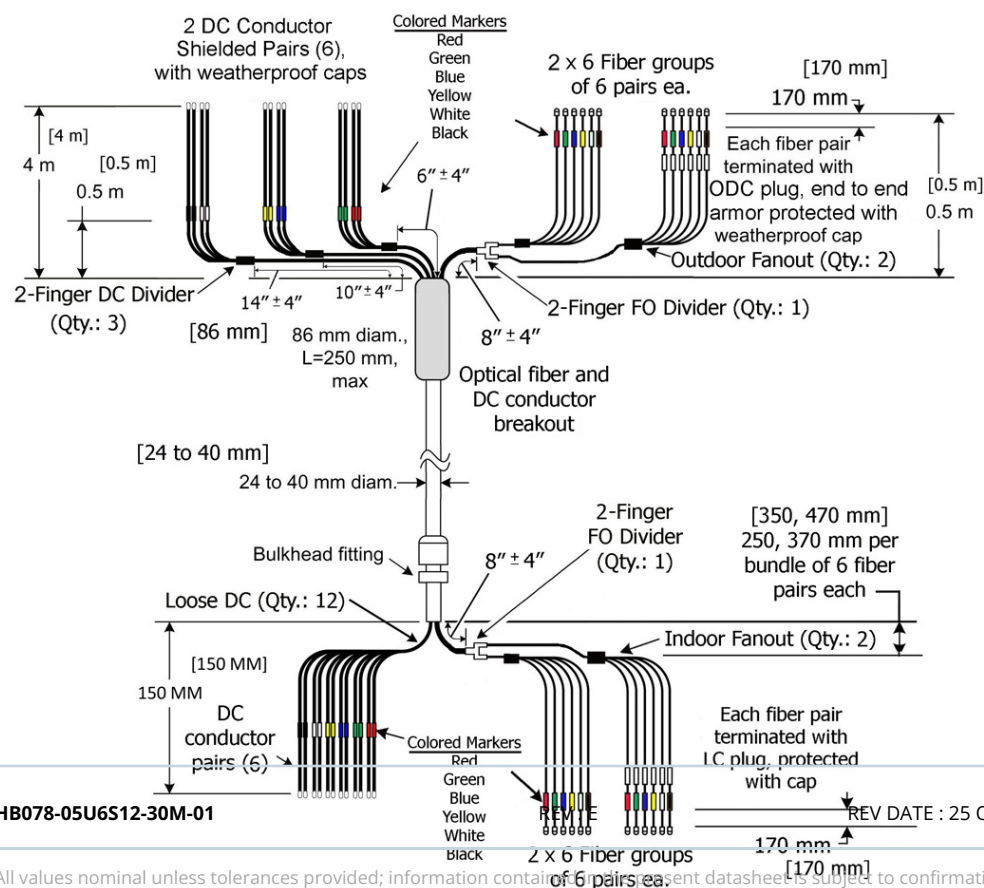 2 DC Conductor
Shielded Pairs (6),
with weatherproof caps
Colored Markers
Red
Green
Blue
Yellow
White
Black
2 x 6 Fiber groups
of 6 pairs ea.
[170 mm]
170 mm
[4 m]
4 m
[0.5 m]
0.5 m
6" ± 4"
Each fiber pair
terminated with
ODC plug, end to end
armor protected with
weatherproof cap
[0.5 m]
0.5 m
Outdoor Fanout (Qty.: 2)
2-Finger DC Divider
(Qty.: 3)
14" ± 4"
10" ± 4"
[86 mm]
86 mm diam.,
L=250 mm,
max
8" ± 4"
2-Finger FO Divider (Qty.: 1)
Optical fiber and
DC conductor
breakout
[24 to 40 mm]
24 to 40 mm diam.
2-Finger
FO Divider
(Qty.: 1)
[350, 470 mm]
250, 370 mm per
bundle of 6 fiber
pairs each
Bulkhead fitting
8" ± 4"
Loose DC (Qty.: 12)
Indoor Fanout (Qty.: 2)
[150 MM]
150 MM
DC
conductor
pairs (6)
Colored Markers
Red
Green
Blue
Yellow
White
Black
Each fiber pair
terminated with
LC plug, protected
with cap
HB078-05U6S12-30M-01
REV : E
REV DATE : 25 O
2 x 6 Fiber groups
of 6 pairs ea.
170 mm
[170 mm]
All values nominal unless tolerances provided; information contained in the present datasheet is subject to confirmati